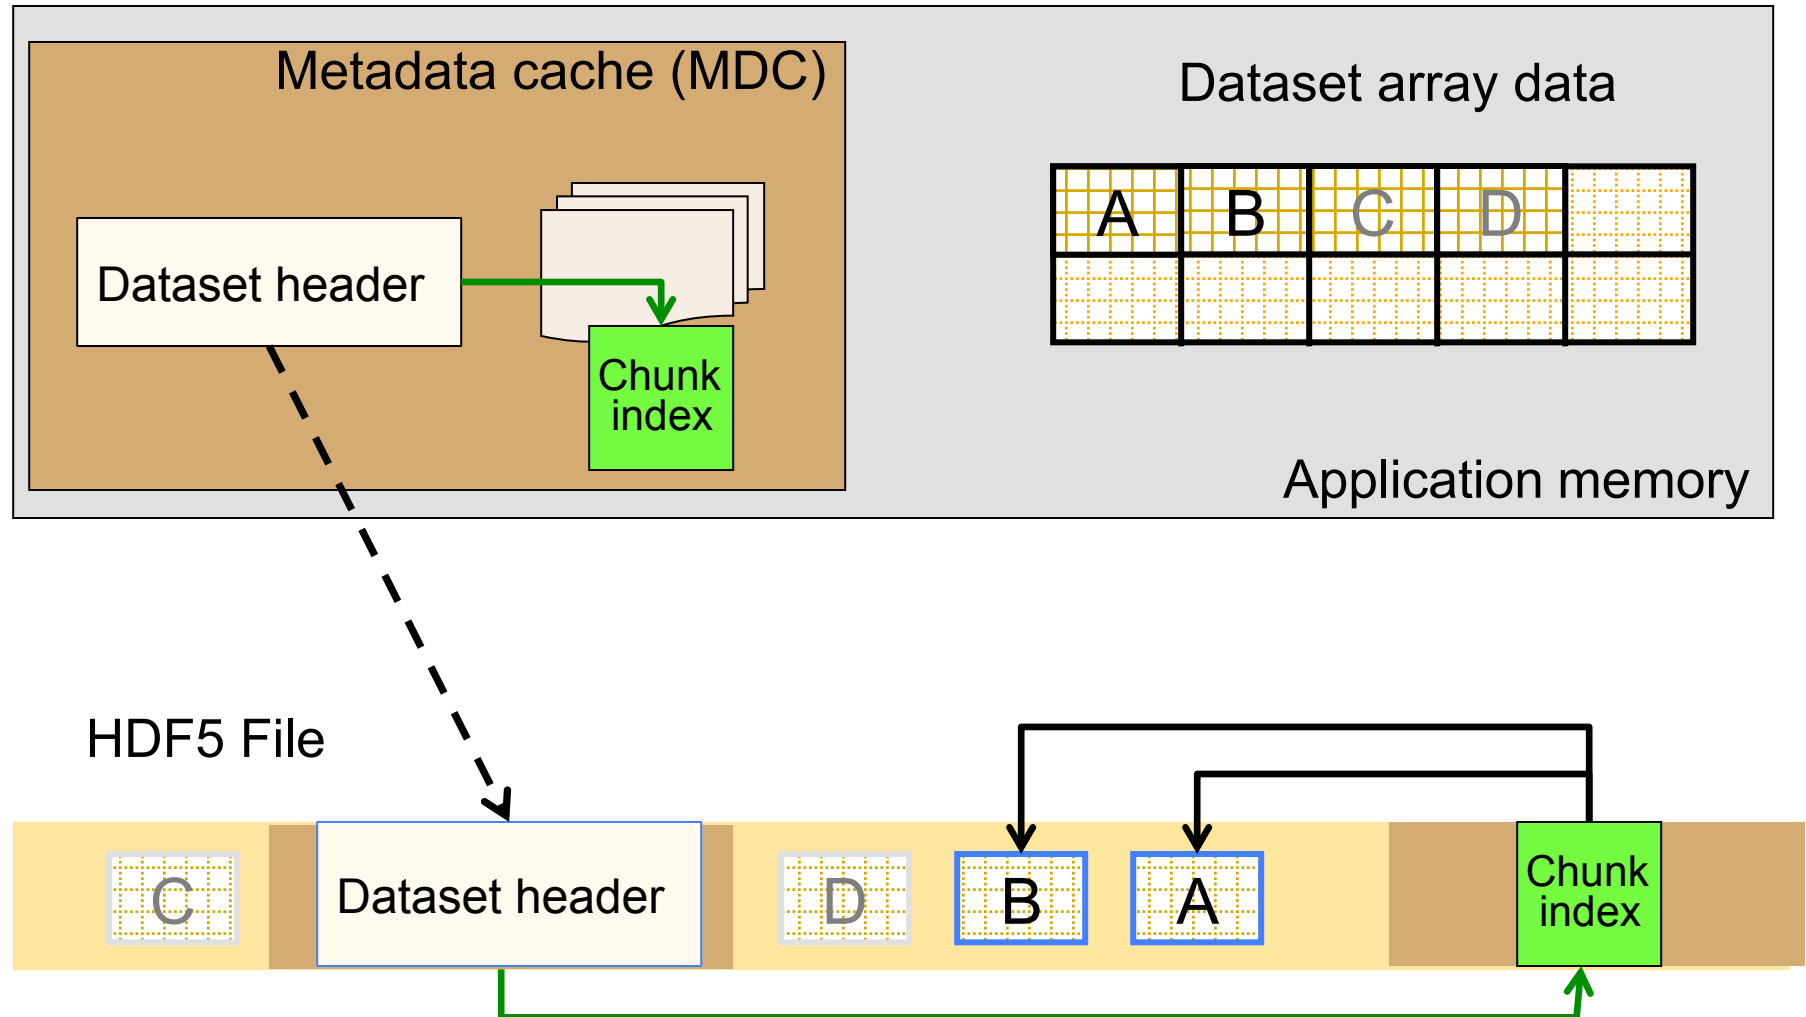 Metadata cache (MDC)
Dataset array data
A B C D
Dataset header
Chunk
index
Application memory
HDF5 File
C
Dataset header
D
B
A
Chunk
index